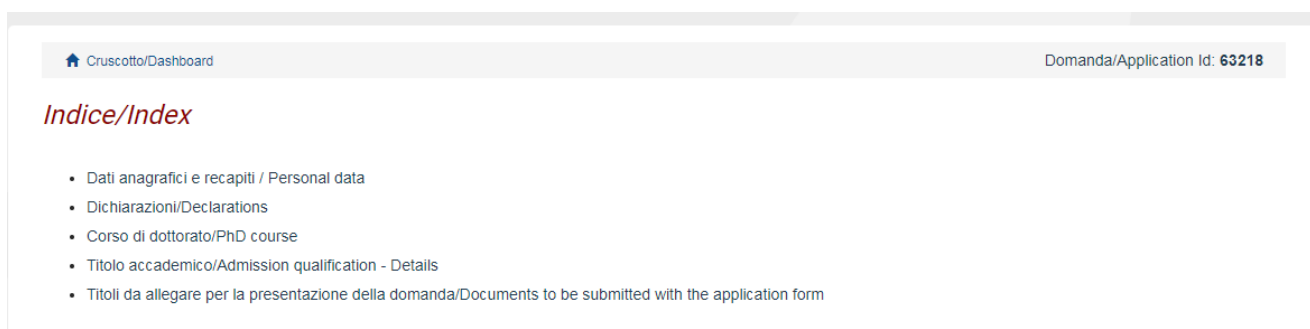 Cruscotto/Dashboard Domanda/Application Id: 63218
Indice/Index
• Dati anagrafici e recapiti / Personal data
• Dichiarazioni/Declarations
• Corso di dottorato/PhD course
• Titolo accademico/Admission qualification - Details
• Titoli da allegare per la presentazione della domanda/Documents to be submitted with the application form